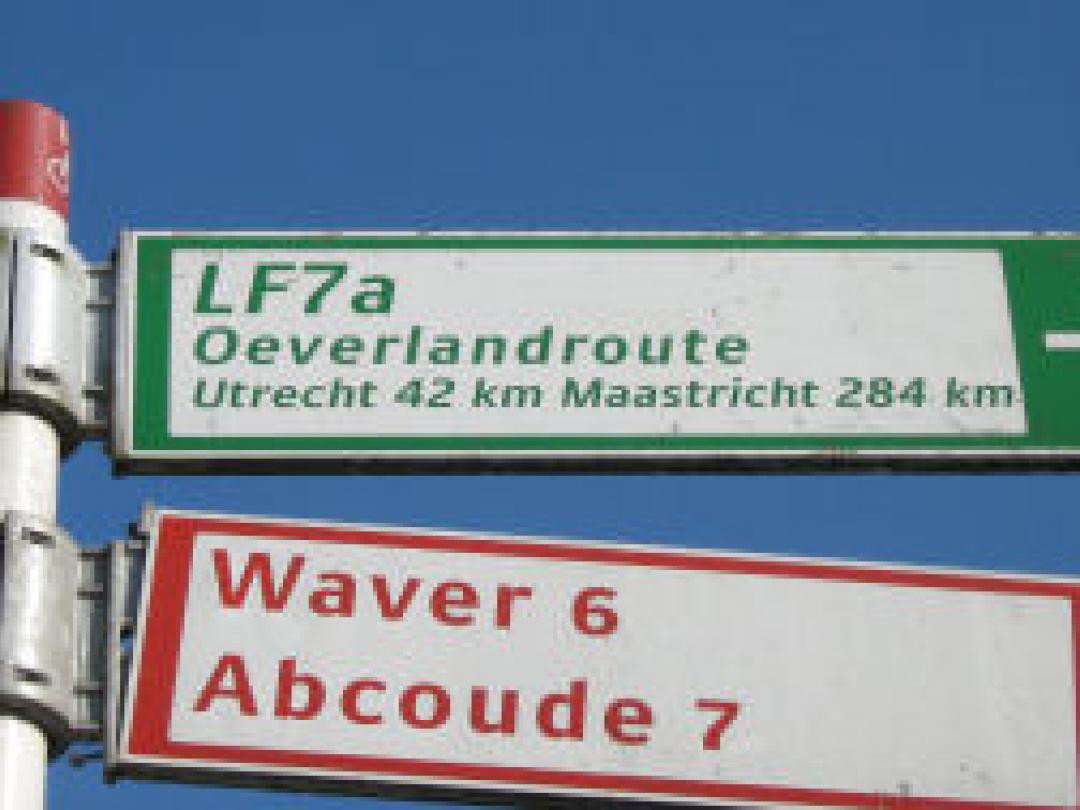 LF7a
Oeverlandroute
Utrecht 42 km Maastricht 284 km
Waver 6
Abcoude 7